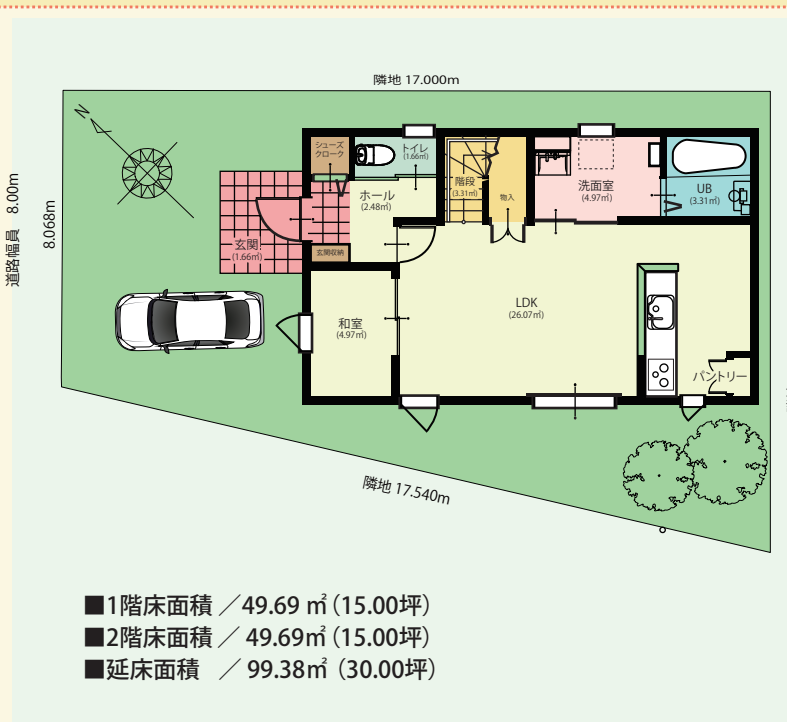 隣地 17.000m
N
道路幅員 8.00m
8.068m
シューズ
クローク
トイレ
(1.66㎡)
ホール
(2.48㎡)
階段
(3.31㎡)
物入
洗面室
(4.97㎡)
UB
(3.31㎡)
玄関
(1.66㎡)
玄関収納
和室
(4.97㎡)
LDK
(26.07㎡)
パントリー
隣地 17.540m
■1階床面積 ／49.69 ㎡（15.00坪）
■2階床面積 ／ 49.69㎡（15.00坪）
■延床面積 ／ 99.38㎡（30.00坪）